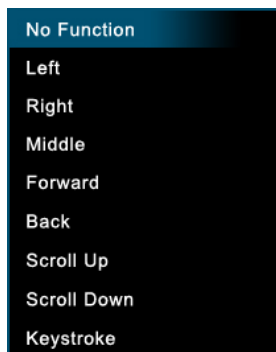 No Function
Left
Right
Middle
Forward
Back
Scroll Up
Scroll Down
Keystroke